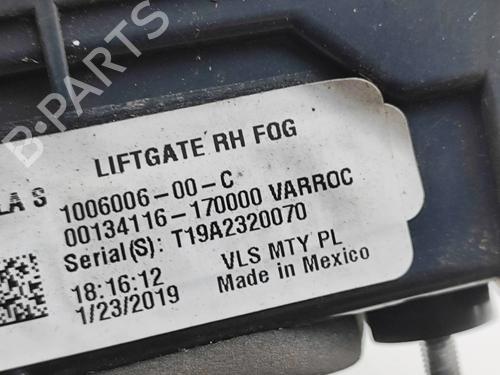 LIFTGATE RH FOG
LA S
1006006-00-C
00134116-170000 VARROC
Serial(S): T19A2320070
18:16:12
1/23/2019
VLS MTY PL
Made in Mexico
B-PARTS